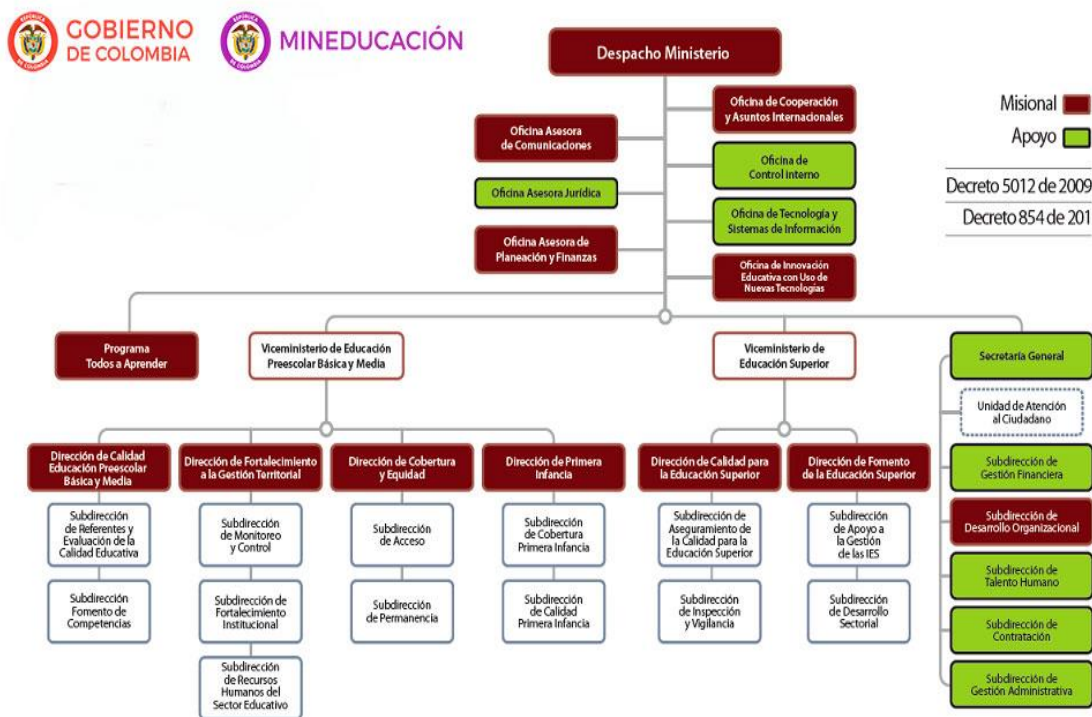 GOBIERNO
DE COLOMBIA
MINEDUCACIÓN
Despacho Ministerio
Misional
Apoyo
Decreto 5012 de 2009
Decreto 854 de 201
Oficina de Cooperación
y Asuntos Internacionales
Oficina Asesora
de Comunicaciones
Oficina de
Control interno
Oficina Asesora Jurídica
Oficina de Tecnología y
Sistemas de Información
Oficina Asesora de
Planeación y Finanzas
Oficina de Innovación
Educativa con Uso de
Nuevas Tecnologías
Programa
Todos a Aprender
Viceministerio de Educación
Preescolar Básica y Media
Viceministerio de
Educación Superior
Secretaría General
Unidad de Atención
al Ciudadano
Subdirección de
Gestión Financiera
Subdirección de
Desarrollo Organizacional
Subdirección de
Talento Humano
Subdirección de
Contratación
Subdirección de
Gestión Administrativa
Dirección de Calidad
Educación Preescolar
Básica y Media
Subdirección
de Referentes y
Evaluación de la
Calidad Educativa
Subdirección
Fomento de
Competencias
Dirección de Fortalecimiento
a la Gestión Territorial
Subdirección
de Monitoreo
y Control
Subdirección de
Fortalecimiento
Institucional
Subdirección
de Recursos
Humanos del
Sector Educativo
Dirección de Cobertura
y Equidad
Subdirección
de Acceso
Subdirección
de Permanencia
Dirección de Primera
Infancia
Subdirección
de Cobertura
Primera Infancia
Subdirección
de Calidad
Primera Infancia
Dirección de Calidad para
la Educación Superior
Subdirección de
Aseguramiento de
la Calidad para la
Educación Superior
Subdirección
de Inspección
y Vigilancia
Dirección de Fomento
de la Educación Superior
Subdirección
de Apoyo a
la Gestión
de las IES
Subdirección
de Desarrollo
Sectorial